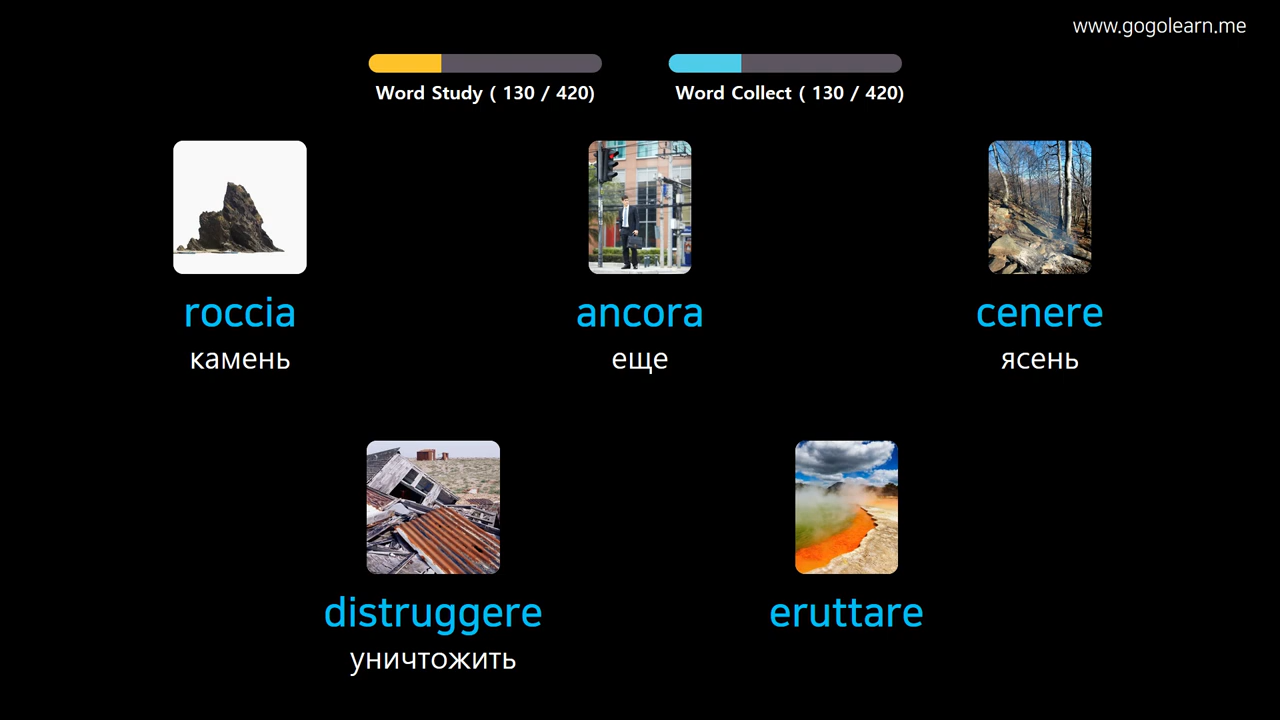 www.gogolearn.me
Word Study ( 130 / 420)
Word Collect ( 130 / 420)
roccia
камень
ancora
еще
cenere
ясень
distruggere
уничтожить
eruttare